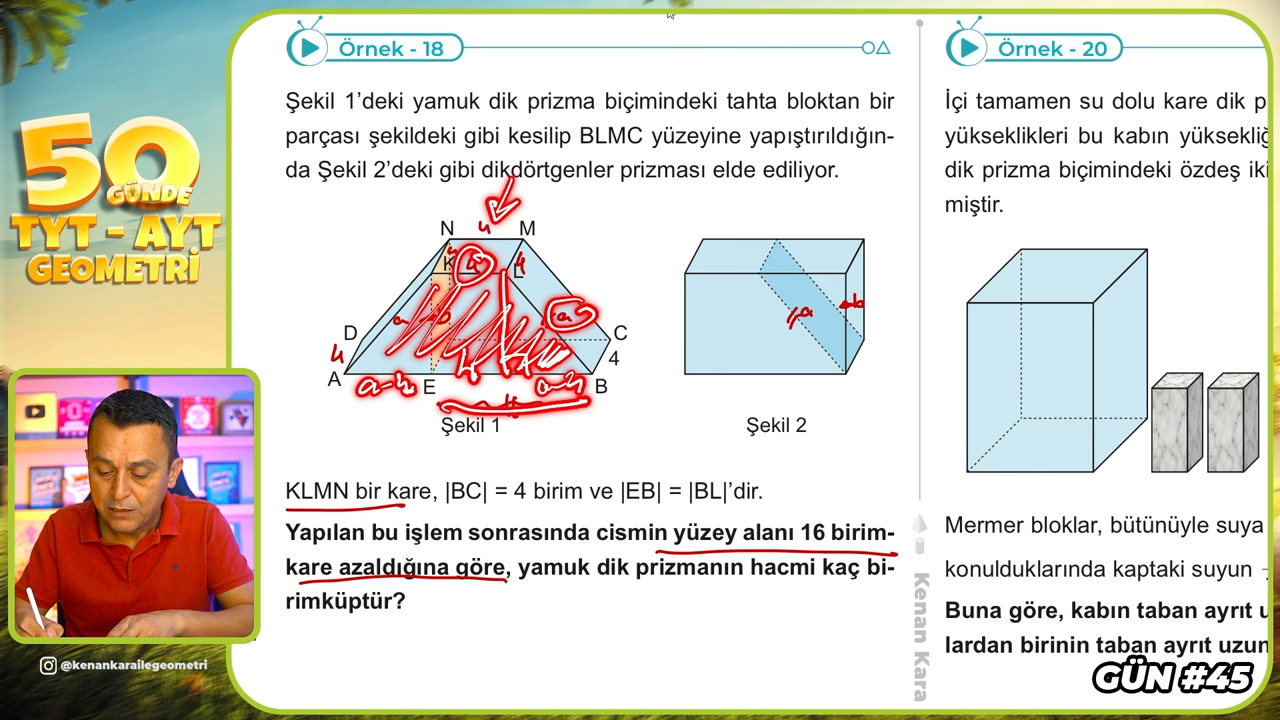 50
GÜNDE
TYT - AYT
GEOMETRİ
@kenankarailegeometri
Örnek - 18
Şekil 1'deki yamuk dik prizma biçimindeki tahta bloktan bir
parçası şekildeki gibi kesilip BLMC yüzeyine yapıştırıldığın-
da Şekil 2'deki gibi dikdörtgenler prizması elde ediliyor.
N
4
M
K
L
4
D
C
4
4
A
a-4
E
a-4
B
a
a
b
Şekil 1
Şekil 2
KLMN bir kare, |BC| = 4 birim ve |EB| = |BL|'dir.
Yapılan bu işlem sonrasında cismin yüzey alanı 16 birim-
kare azaldığına göre, yamuk dik prizmanın hacmi kaç bi-
rimküptür?
Kenan Kara
Örnek - 20
İçi tamamen su dolu kare dik p
yükseklikleri bu kabın yüksekliğ
dik prizma biçimindeki özdeş iki
miştir.
Mermer bloklar, bütünüyle suya
konulduklarında kaptaki suyun
Buna göre, kabın taban ayrıt u
lardan birinin taban ayrıt uzun
GÜN #45